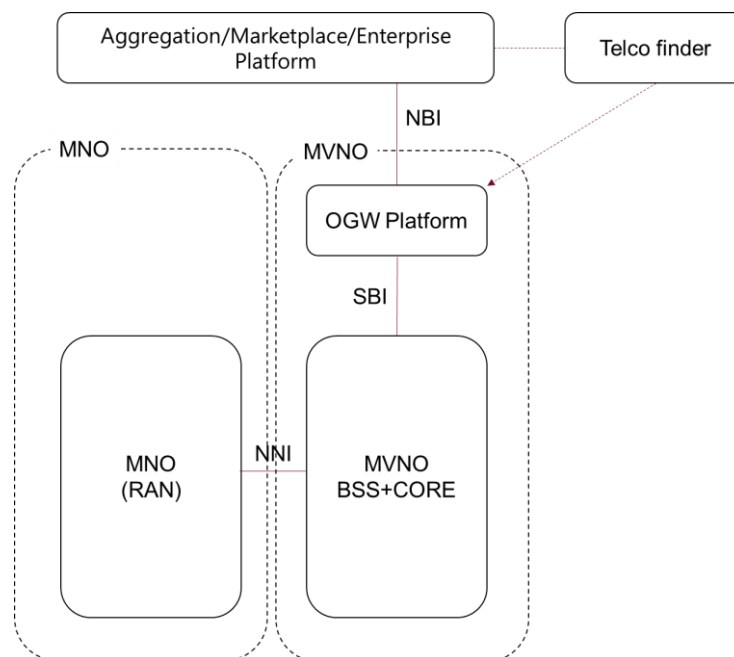 Aggregation/Marketplace/Enterprise
Platform
Telco finder
NBI
MNO
MVNO
OGW Platform
SBI
MNO
(RAN)
NNI
MVNO
BSS+CORE